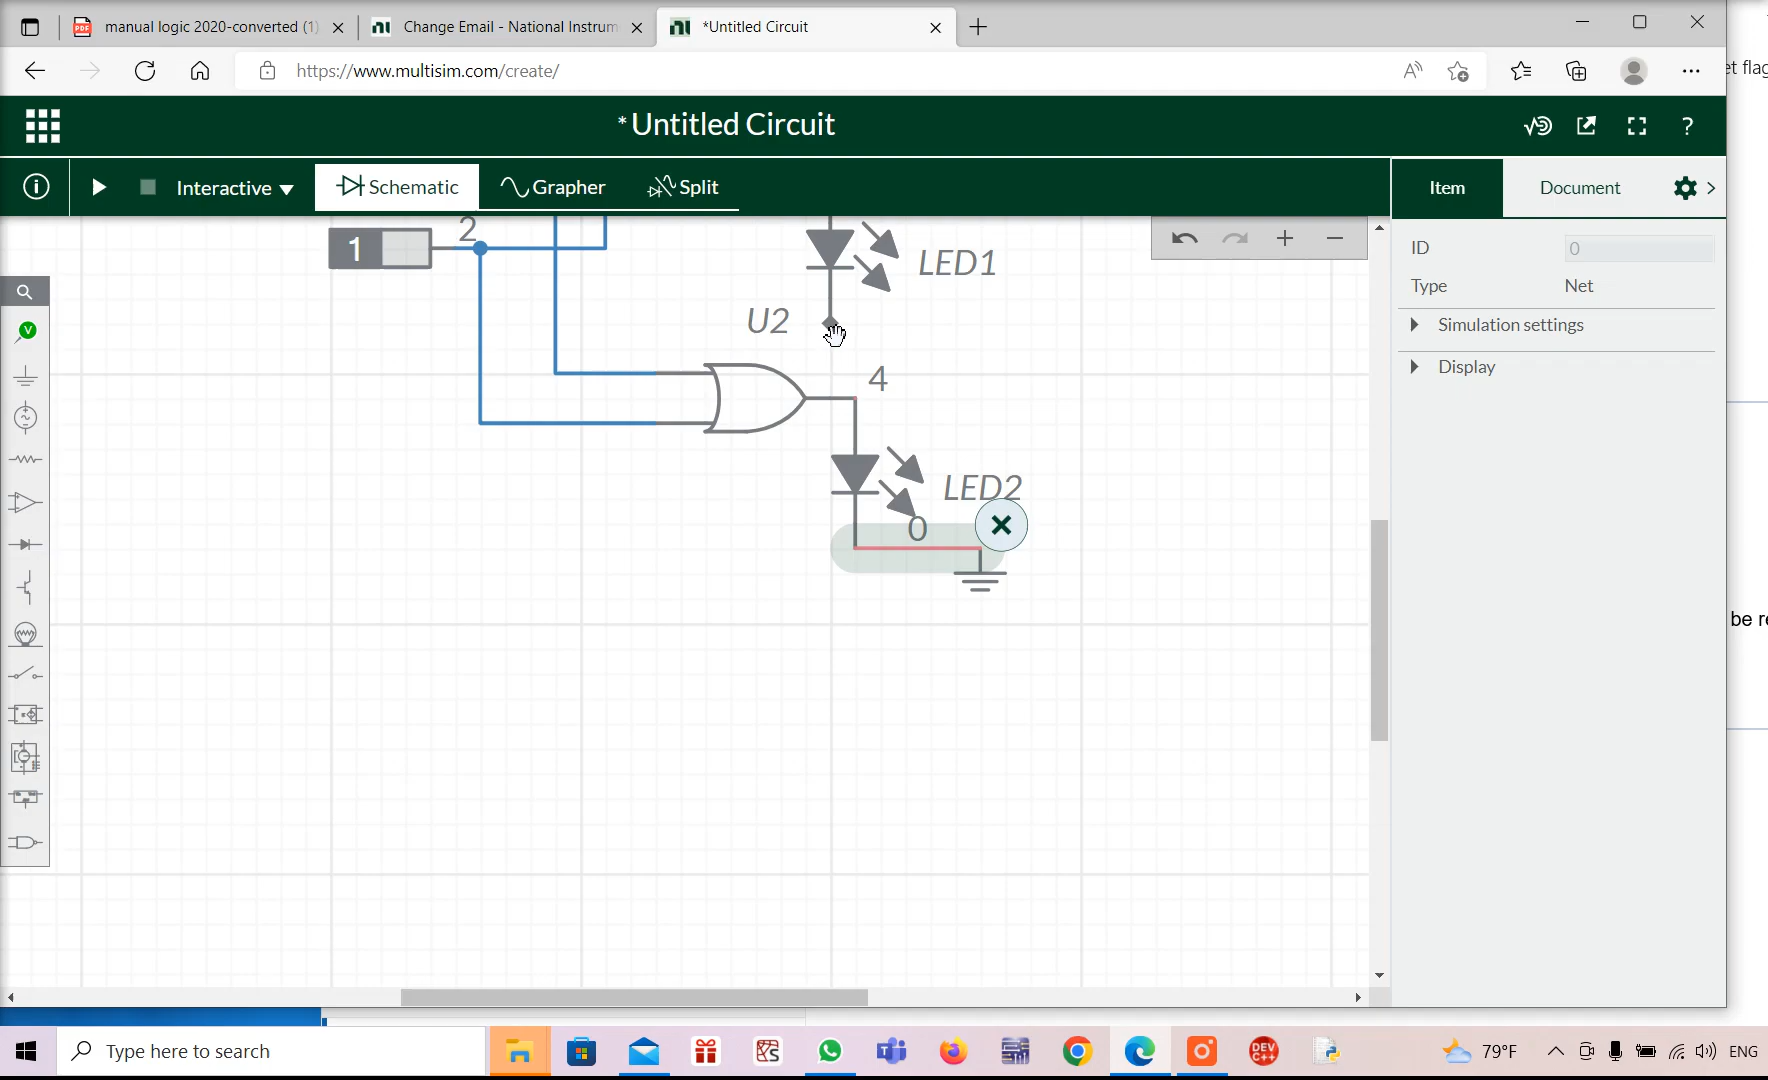 manual logic 2020-converted (1)
Change Email - National Instrum
*Untitled Circuit
https://www.multisim.com/create/
et flag
* Untitled Circuit
Interactive
Schematic
Grapher
Split
Item
Document
1
2
LED1
ID
0
Type
Net
U2
Simulation settings
4
Display
LED2
0
V
be re
Type here to search
79°F
ENG